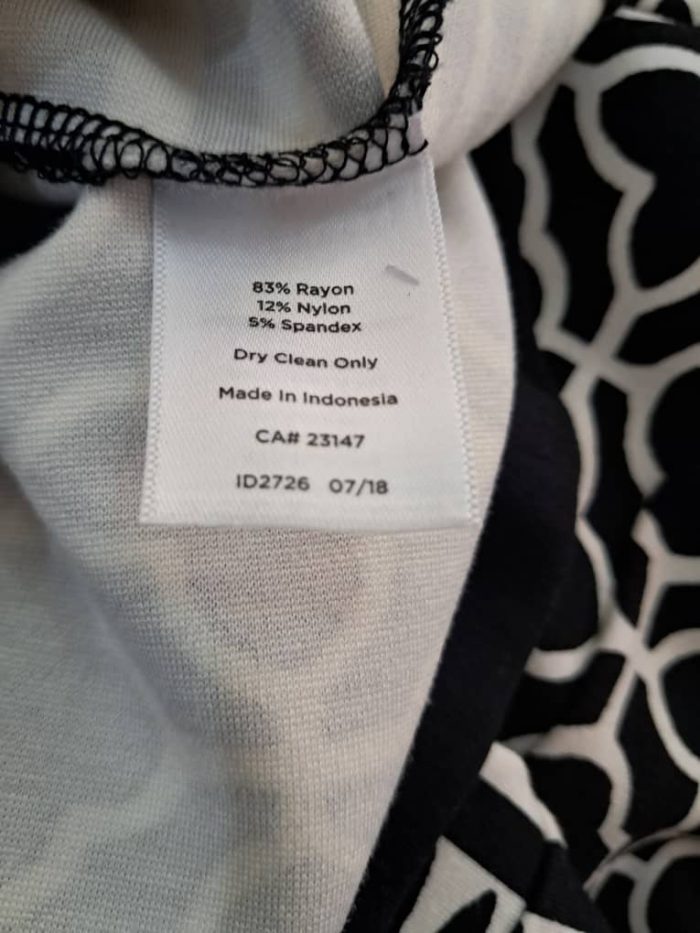 83% Rayon
12% Nylon
5% Spandex
Dry Clean Only
Made In Indonesia
CA# 23147
ID2726 07/18